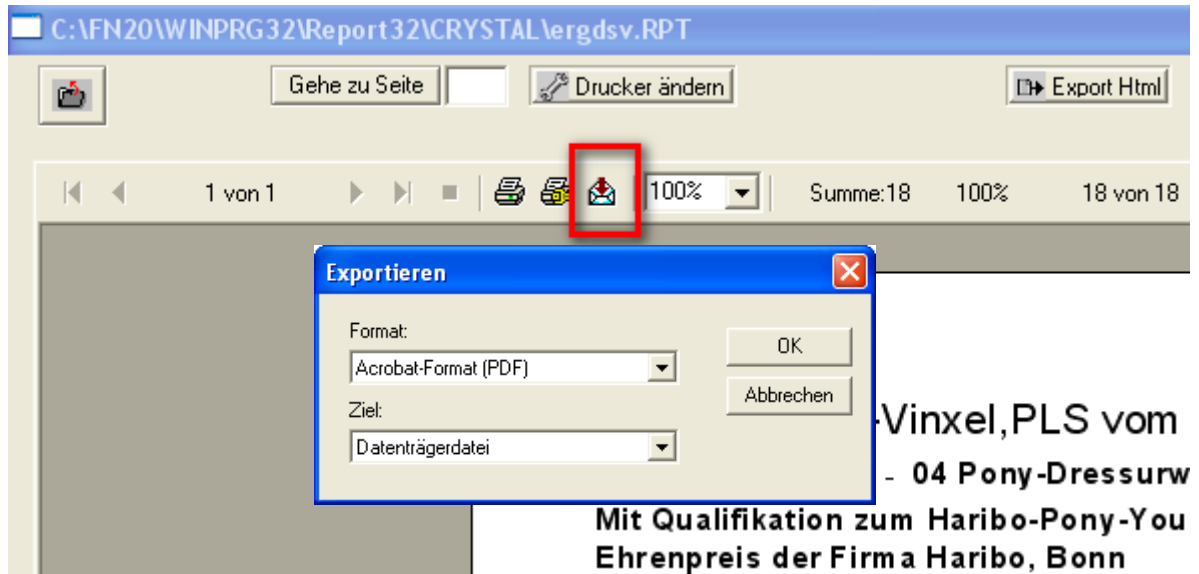 C:\FN20\WINPRG32\Report32\CRYSTAL\ergdsv.RPT
Gehe zu Seite Drucker ändern Export Html
1 von 1 100% Summe:18 100% 18 von 18
Exportieren
Format:
Acrobat-Format (PDF)
OK
Ziel:
Abbrechen
Datenträgerdatei
-Vinxel,PLS vom
- 04 Pony-Dressurw
Mit Qualifikation zum Haribo-Pony-You
Ehrenpreis der Firma Haribo, Bonn